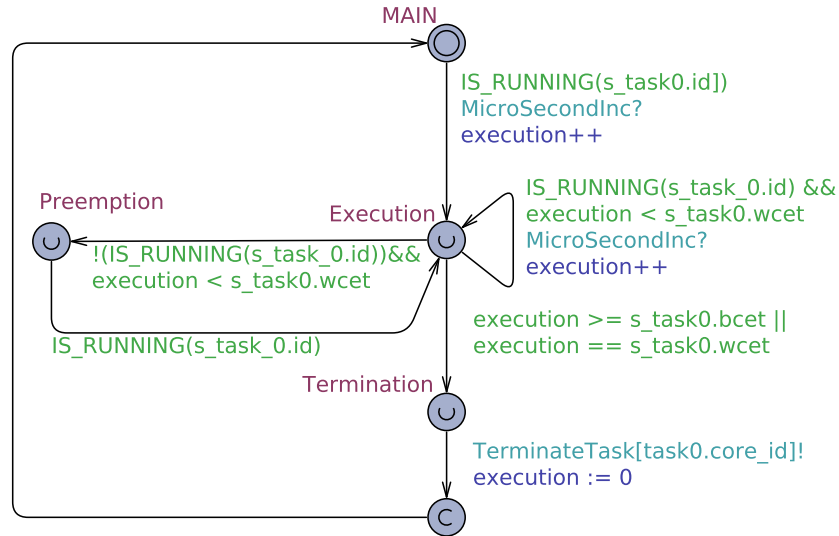 MAIN
IS_RUNNING(s_task0.id])
MicroSecondInc?
execution++
Preemption
Execution
IS_RUNNING(s_task_0.id) &&
execution < s_task0.wcet
MicroSecondInc?
execution++
!(IS_RUNNING(s_task_0.id))&&
execution < s_task0.wcet
IS_RUNNING(s_task_0.id)
execution >= s_task0.bcet ||
execution == s_task0.wcet
Termination
TerminateTask[task0.core_id]!
execution := 0